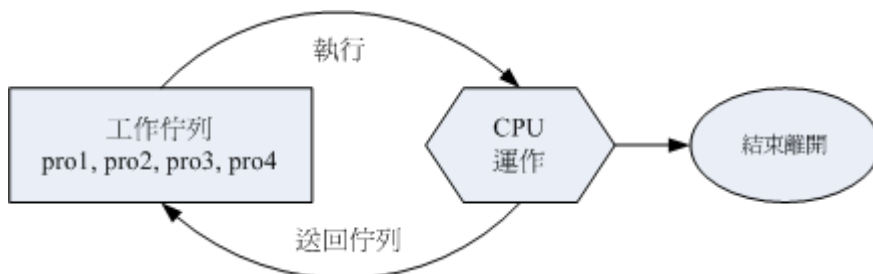 執行
工作佇列
pro1, pro2, pro3, pro4
CPU
運作
結束離開
送回佇列